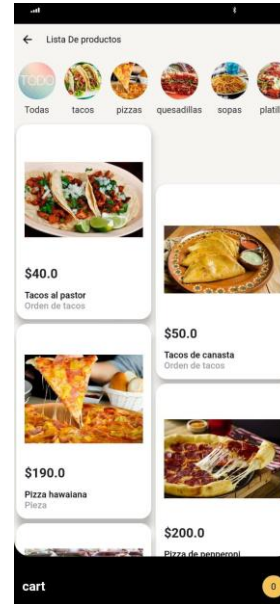 Lista De productos
TODO
Todas
tacos
pizzas
quesadillas
sopas
platill
$40.0
Tacos al pastor
Orden de tacos
$50.0
Tacos de canasta
Orden de tacos
$190.0
Pizza hawaiana
Pieza
$200.0
Pizza de pepperoni
cart
0